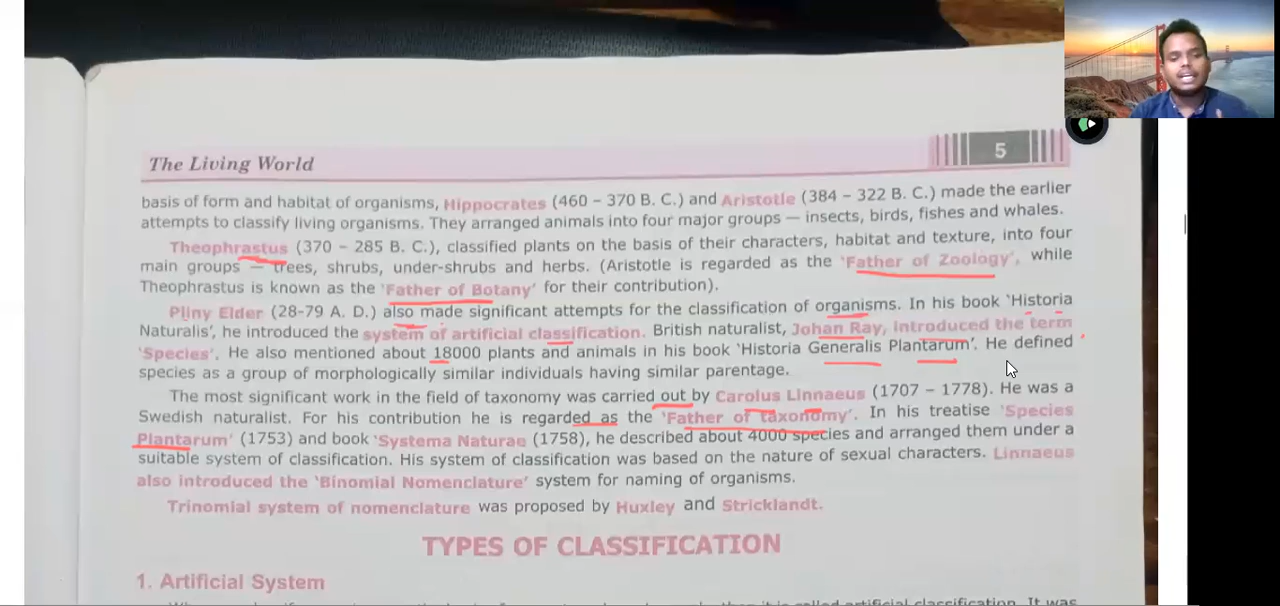 The Living World
5
basis of form and habitat of organisms, Hippocrates (460 – 370 B. C.) and Aristotle (384 – 322 B. C.) made the earlier
attempts to classify living organisms. They arranged animals into four major groups — insects, birds, fishes and whales.
Theophrastus (370 – 285 B. C.), classified plants on the basis of their characters, habitat and texture, into four
main groups — trees, shrubs, under-shrubs and herbs. (Aristotle is regarded as the 'Father of Zoology', while
Theophrastus is known as the 'Father of Botany' for their contribution).
Pliny Elder (28-79 A. D.) also made significant attempts for the classification of organisms. In his book 'Historia
Naturalis', he introduced the system of artificial classification. British naturalist, Johan Ray, introduced the term
'Species'. He also mentioned about 18000 plants and animals in his book 'Historia Generalis Plantarum'. He defined
species as a group of morphologically similar individuals having similar parentage.
The most significant work in the field of taxonomy was carried out by Carolus Linnaeus (1707 – 1778). He was a
Swedish naturalist. For his contribution he is regarded as the 'Father of taxonomy'. In his treatise 'Species
Plantarum' (1753) and book 'Systema Naturae (1758), he described about 4000 species and arranged them under a
suitable system of classification. His system of classification was based on the nature of sexual characters. Linnaeus
also introduced the 'Binomial Nomenclature' system for naming of organisms.
Trinomial system of nomenclature was proposed by Huxley and Stricklandt.
TYPES OF CLASSIFICATION
1. Artificial System